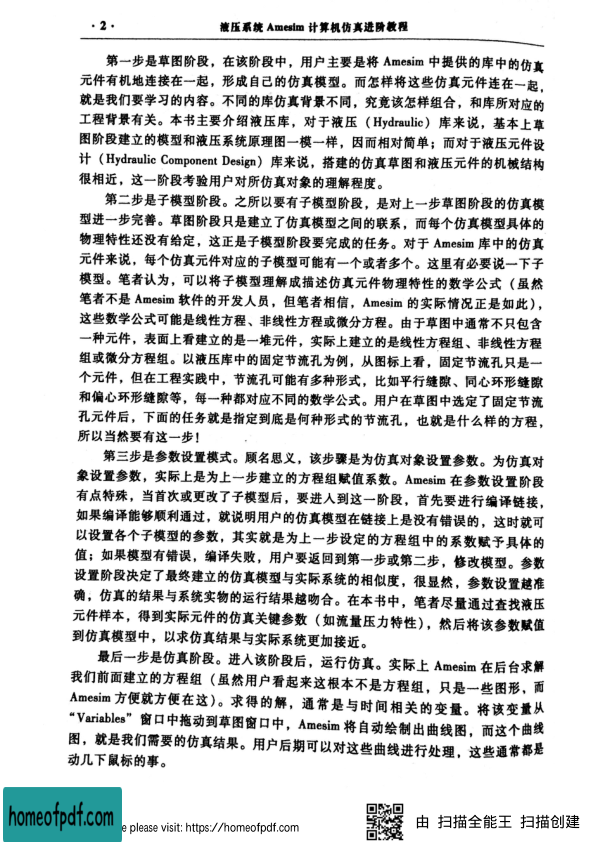 · 2 · 液压系统 Amesim 计算机仿真进阶教程
第一步是草图阶段，在该阶段中，用户主要是将 Amesim 中提供的库中的仿真
元件有机地连接在一起，形成自己的仿真模型。而怎样将这些仿真元件连在一起，
就是我们要学习的内容。不同的库仿真背景不同，究竟该怎样组合，和库所对应的
工程背景有关。本书主要介绍液压库，对于液压（Hydraulic）库来说，基本上草
图阶段建立的模型和液压系统原理图一模一样，因而相对简单；而对于液压元件设
计（Hydraulic Component Design）库来说，搭建的仿真草图和液压元件的机械结构
很相近，这一阶段考验用户对所仿真对象的理解程度。
第二步是子模型阶段。之所以要有子模型阶段，是对上一步草图阶段的仿真模
型进一步完善。草图阶段只是建立了仿真模型之间的联系，而每个仿真模型具体的
物理特性还没有给定，这正是子模型阶段要完成的任务。对于 Amesim 库中的仿真
元件来说，每个仿真元件对应的子模型可能有一个或者多个。这里有必要说一下子
模型。笔者认为，可以将子模型理解成描述仿真元件物理特性的数学公式（虽然
笔者不是 Amesim 软件的开发人员，但笔者相信，Amesim 的实际情况正是如此），
这些数学公式可能是线性方程、非线性方程或微分方程。由于草图中通常不只包含
一种元件，表面上看建立的是一堆元件，实际上建立的是线性方程组、非线性方程
组或微分方程组。以液压库中的固定节流孔为例，从图标上看，固定节流孔只是一
个元件，但在工程实践中，节流孔可能有多种形式，比如平行缝隙、同心环形缝隙
和偏心环形缝隙等，每一种都对应不同的数学公式。用户在草图中选定了固定节流
孔元件后，下面的任务就是指定到底是何种形式的节流孔，也就是什么样的方程，
所以当然要有这一步！
第三步是参数设置模式。顾名思义，该步骤是为仿真对象设置参数。为仿真对
象设置参数，实际上是为上一步建立的方程组赋值系数。Amesim 在参数设置阶段
有点特殊，当首次或更改了子模型后，要进入到这一阶段，首先要进行编译链接，
如果编译能够顺利通过，就说明用户的仿真模型在链接上是没有错误的，这时就可
以设置各个子模型的参数，其实就是为上一步设定的方程组中的系数赋予具体的
值；如果模型有错误，编译失败，用户要返回到第一步或第二步，修改模型。参数
设置阶段决定了最终建立的仿真模型与实际系统的相似度，很显然，参数设置越准
确，仿真的结果与系统实物的运行结果越吻合。在本书中，笔者尽量通过查找液压
元件样本，得到实际元件的仿真关键参数（如流量压力特性），然后将该参数赋值
到仿真模型中，以求仿真结果与实际系统更加接近。
最后一步是仿真阶段。进入该阶段后，运行仿真。实际上 Amesim 在后台求解
我们前面建立的方程组（虽然用户看起来这根本不是方程组，只是一些图形，而
Amesim 方便就方便在这）。求得的解，通常是与时间相关的变量。将该变量从
“Variables”窗口中拖动到草图窗口中，Amesim 将自动绘制出曲线图，而这个曲线
图，就是我们需要的仿真结果。用户后期可以对这些曲线进行处理，这些通常都是
动几下鼠标的事。
homeofpdf.com
e please visit: https://homeofpdf.com
由 扫描全能王 扫描创建